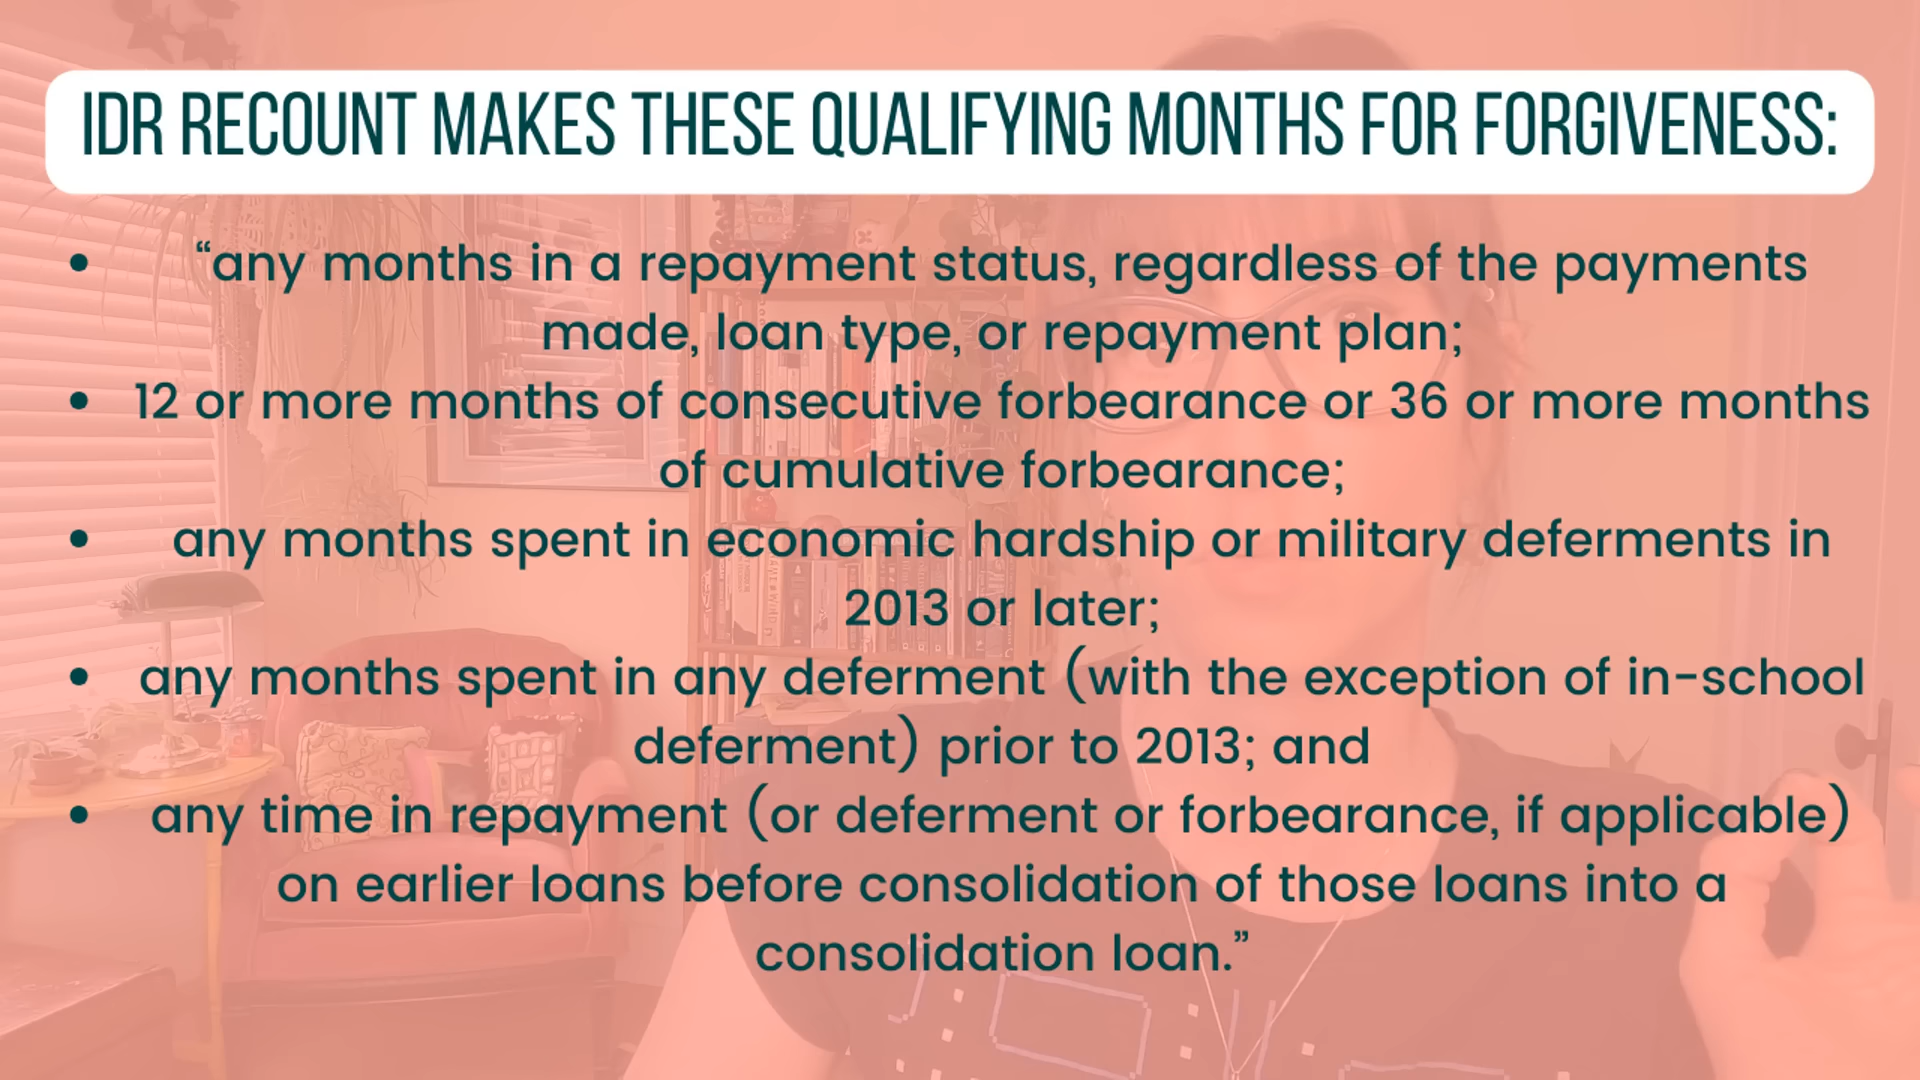 IDR RECOUNT MAKES THESE QUALIFYING MONTHS FOR FORGIVENESS:
• “any months in a repayment status, regardless of the payments
made, loan type, or repayment plan;
• 12 or more months of consecutive forbearance or 36 or more months
of cumulative forbearance;
• any months spent in economic hardship or military deferments in
2013 or later;
• any months spent in any deferment (with the exception of in-school
deferment) prior to 2013; and
• any time in repayment (or deferment or forbearance, if applicable)
on earlier loans before consolidation of those loans into a
consolidation loan.”